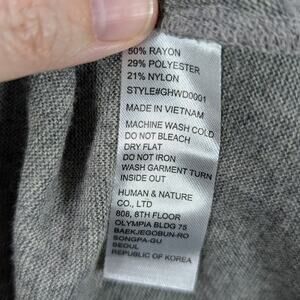 50% RAYON
29% POLYESTER
21% NYLON
STYLE#GHWD0001
MADE IN VIETNAM
MACHINE WASH COLD
DO NOT BLEACH
DRY FLAT
DO NOT IRON
WASH GARMENT TURN
INSIDE OUT
HUMAN & NATURE
CO., LTD
808, 8TH FLOOR
OLYMPIA BLDG 75
BAEKJEGOBUN-RO
SONGPA-GU
SEOUL
REPUBLIC OF KOREA